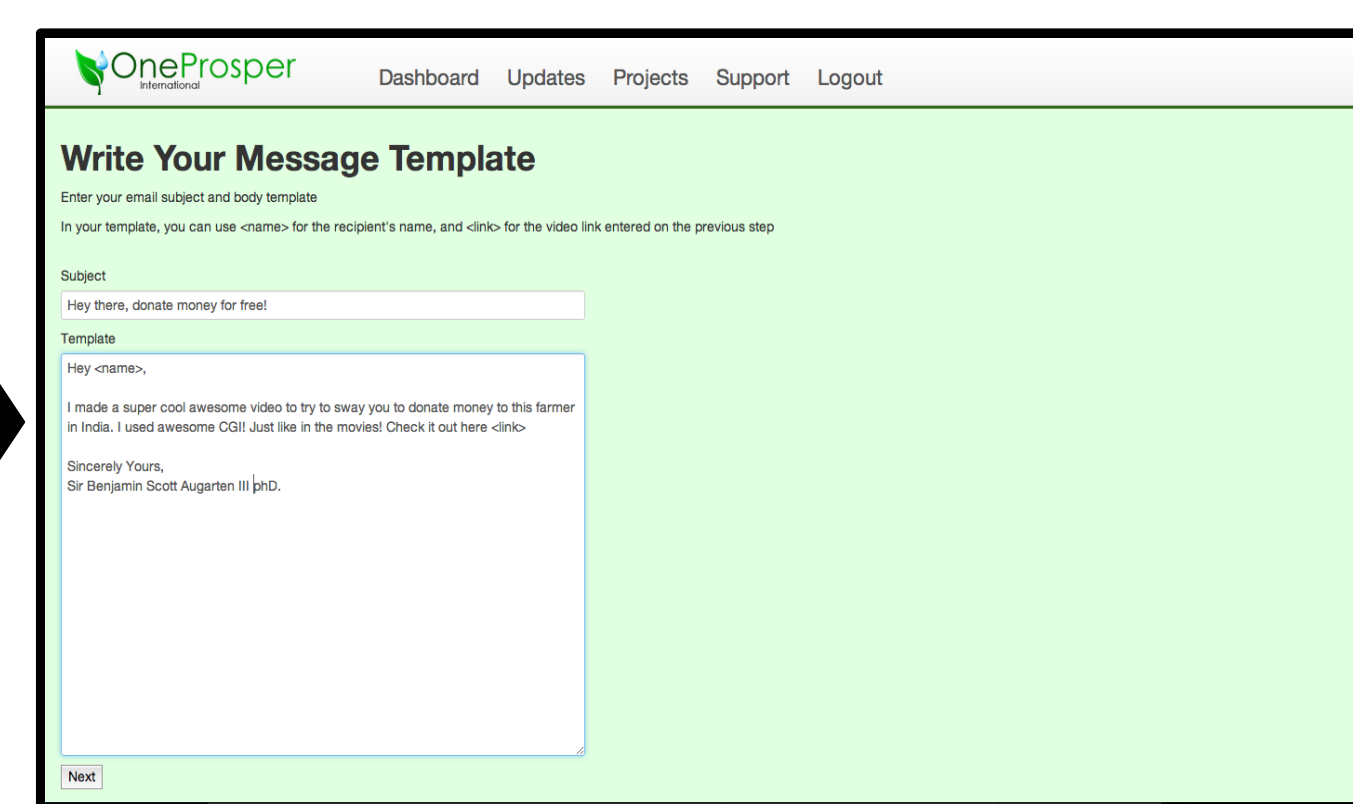 OneProsper
International
Dashboard Updates Projects Support Logout
Write Your Message Template
Enter your email subject and body template
In your template, you can use <name> for the recipient's name, and <link> for the video link entered on the previous step
Subject
Hey there, donate money for free!
Template
Hey <name>,
I made a super cool awesome video to try to sway you to donate money to this farmer
in India. I used awesome CGI! Just like in the movies! Check it out here <link>
Sincerely Yours,
Sir Benjamin Scott Augarten III phD.
Next